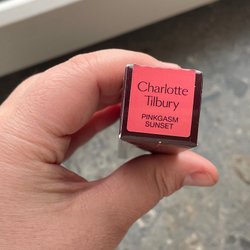 Charlotte
Tilbury
PINKGASM
SUNSET